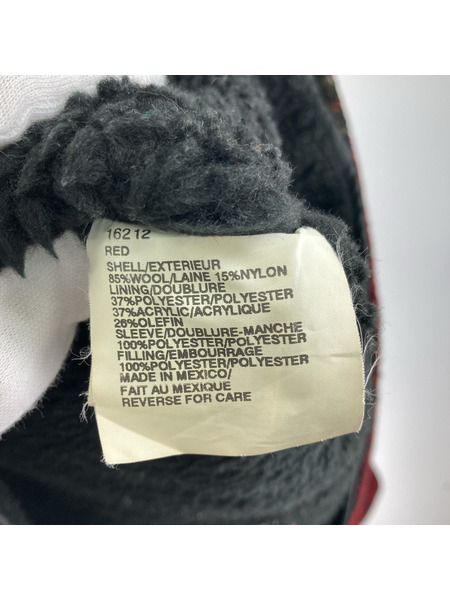 16212
RED
SHELL/EXTERIEUR
85%WOOL/LAINE 15%NYLON
LINING/DOUBLURE
37%POLYESTER/POLYESTER
37%ACRYLIC/ACRYLIQUE
26%OLEFIN
SLEEVE/DOUBLURE-MANCHE
100%POLYESTER/POLYESTER
FILLING/EMBOURRAGE
100%POLYESTER/POLYESTER
MADE IN MEXICO/
FAIT AU MEXIQUE
REVERSE FOR CARE